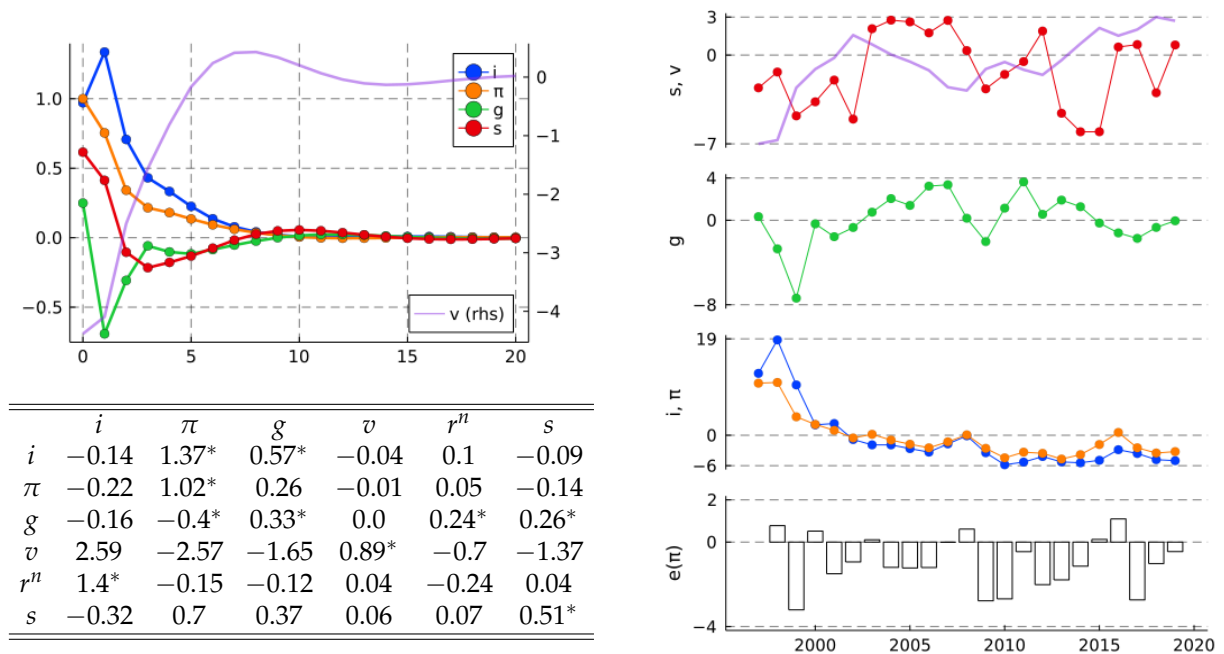 1.0
0.5
0.0
−0.5
0
5
10
15
20
0
−1
−2
−3
−4
i
π
g
s
v (rhs)
i π g v rⁿ s
i −0.14 1.37* 0.57* −0.04 0.1 −0.09
π −0.22 1.02* 0.26 −0.01 0.05 −0.14
g −0.16 −0.4* 0.33* 0.0 0.24* 0.26*
v 2.59 −2.57 −1.65 0.89* −0.7 −1.37
rⁿ 1.4* −0.15 −0.12 0.04 −0.24 0.04
s −0.32 0.7 0.37 0.06 0.07 0.51*
s, v
3
0
−7
g
4
0
−8
i, π
19
0
−6
e(π)
2
0
−4
2000
2005
2010
2015
2020